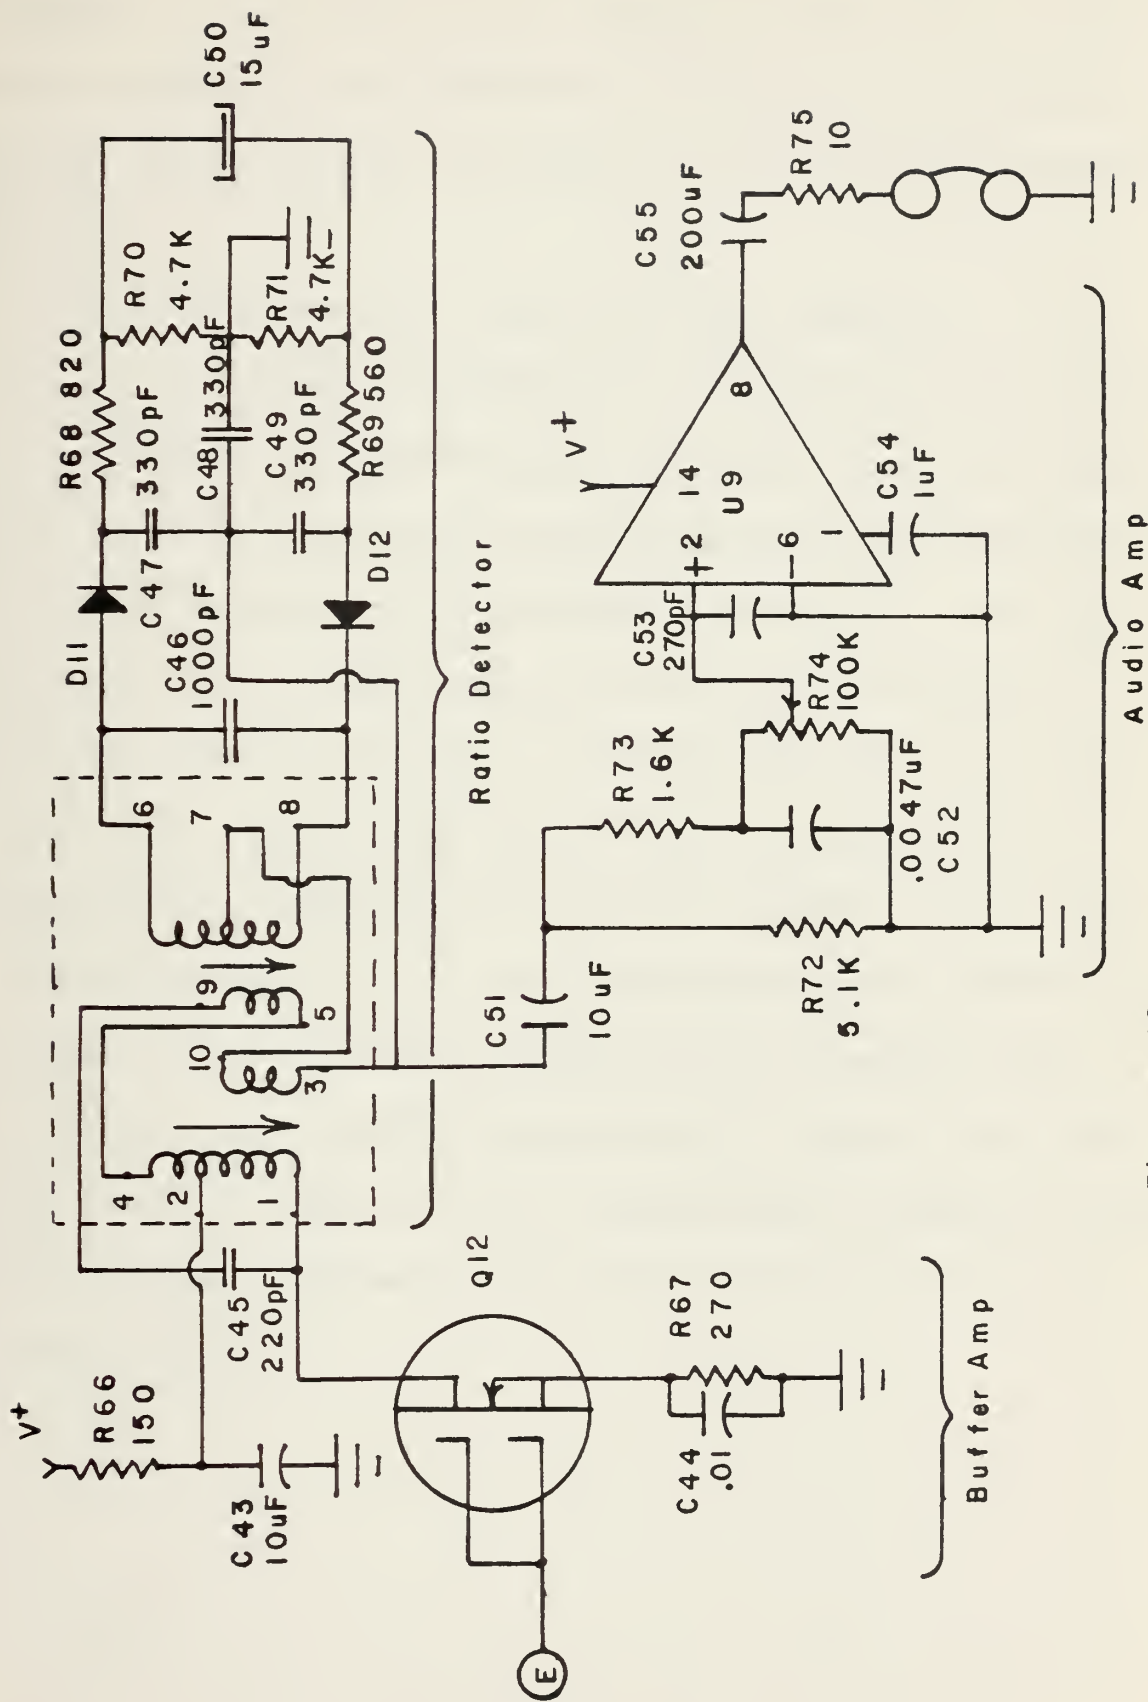 V+
R66
150
C43
10uF
C45
220pF
4
2
1
9
5
10
3
6
7
8
D11
C46
1000pF
C47
330pF
R68 820
C48
330pF
C49
330pF
D12
R69 560
R70
4.7K
R71
4.7K
C50
15uF
Ratio Detector
E
Q12
C44
.01
R67
270
Buffer Amp
C51
10uF
R72
5.1K
R73
1.6K
.0047uF
C52
R74
100K
C53
270pF
+2
-6
14
U9
1
8
V+
C54
1uF
C55
200uF
R75
10
Audio Amp